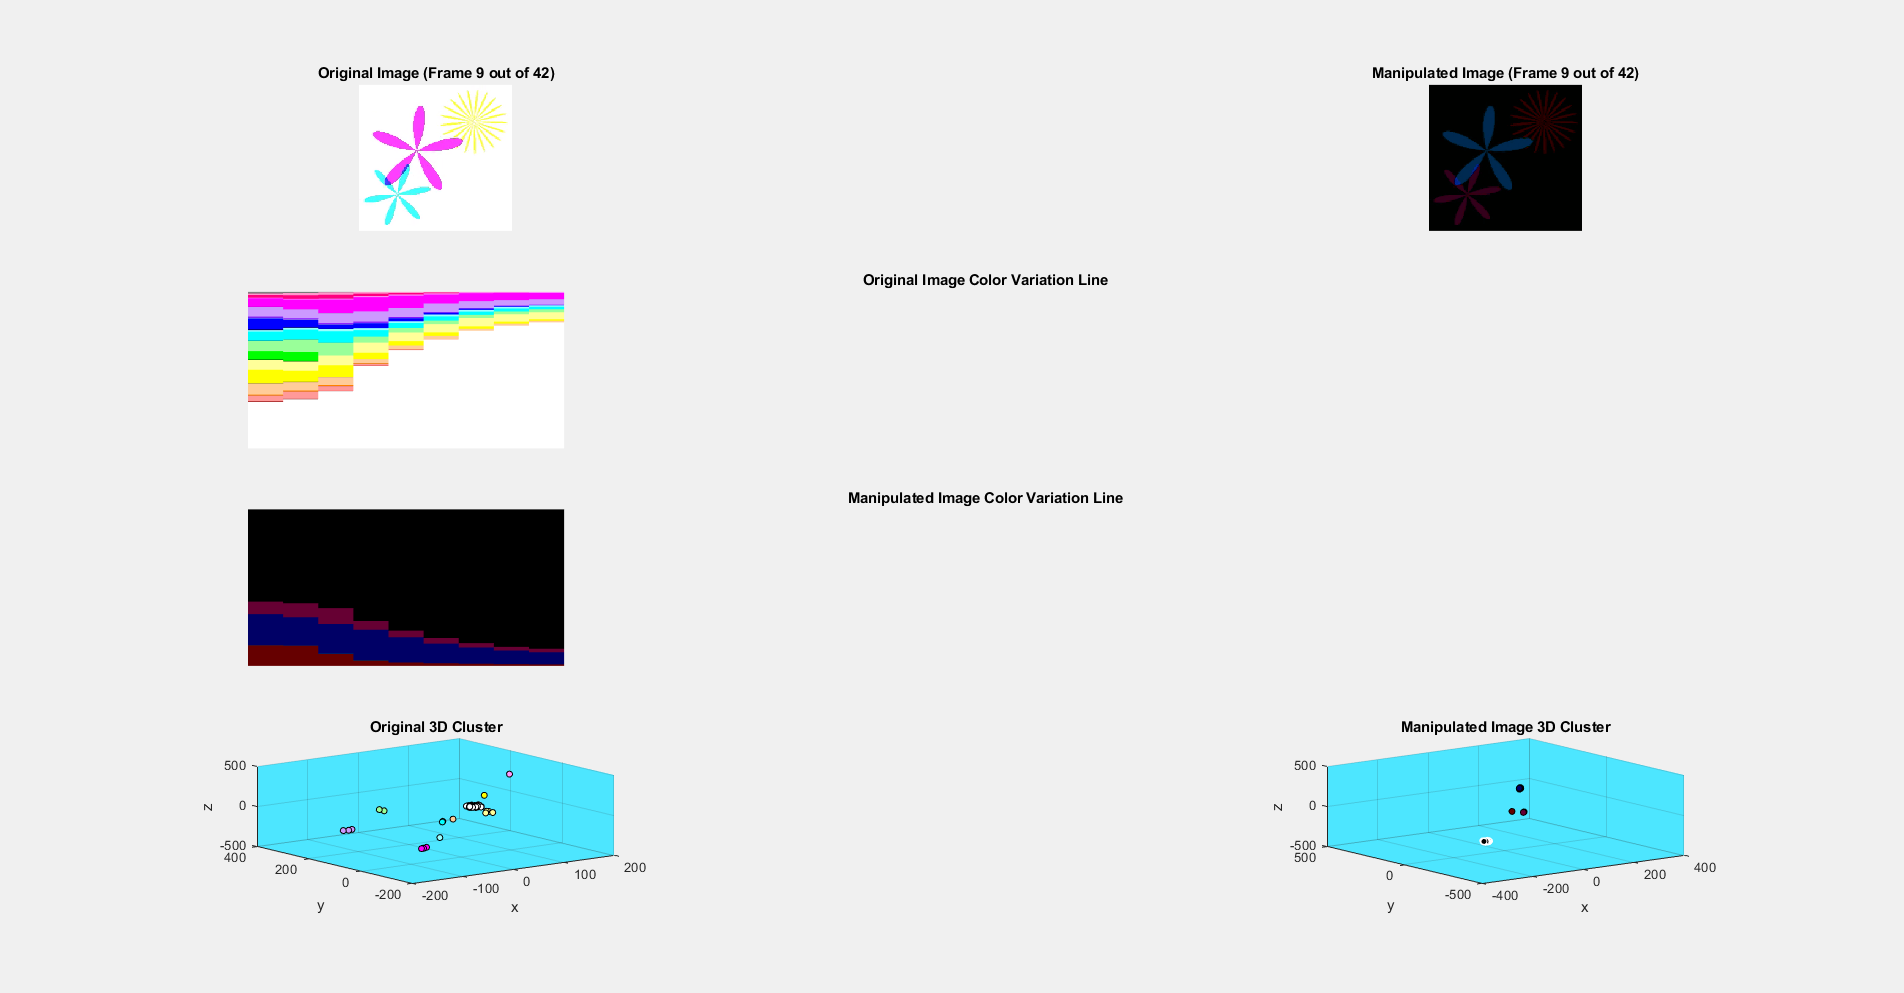 Original Image (Frame 9 out of 42)
Manipulated Image (Frame 9 out of 42)
Original Image Color Variation Line
Manipulated Image Color Variation Line
Original 3D Cluster
500
0
-500
z
400
200
0
-200
y
-200
-100
0
100
200
x
Manipulated Image 3D Cluster
500
0
-500
z
500
0
-500
y
-400
-200
0
200
400
x